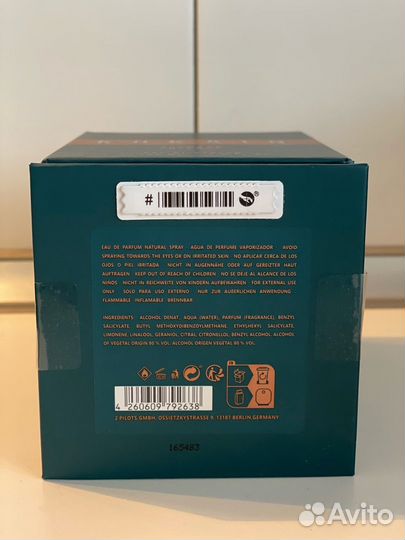 #
EAU DE PARFUM NATURAL SPRAY / AGUA DE PERFUME VAPORIZADOR / AVOID
SPRAYING TOWARDS THE EYES OR ON IRRITATED SKIN. NO APLICAR CERCA DE LOS
OJOS O PIEL IRRITADA / NICHT IN AUGENNÄHE ODER AUF GEREIZTER HAUT
AUFTRAGEN / KEEP OUT OF REACH OF CHILDREN / NO SE DEJE AL ALCANCE DE LOS
NIÑOS / NICHT IN REICHWEITE VON KINDERN AUFBEWAHREN / FOR EXTERNAL USE
ONLY / SOLO PARA USO EXTERNO / NUR ZUR ÄUßERLICHEN ANWENDUNG
FLAMMABLE / INFLAMABLE / BRENNBAR
INGREDIENTS: ALCOHOL DENAT., AQUA (WATER), PARFUM (FRAGRANCE), BENZYL
SALICYLATE, BUTYL METHOXYDIBENZOYLMETHANE, ETHYLHEXYL SALICYLATE,
LIMONENE, LINALOOL, GERANIOL, CITRAL, CITRONELLOL, BENZYL ALCOHOL. ALCOHOL
OF VEGETAL ORIGIN 80 % VOL. ALCOHOL ORIGEN VEGETAL 80 % VOL.
4 260609 792638
2 PILOTS GMBH, OSSIETZKYSTRASSE 9, 13187 BERLIN, GERMANY
165483
Avito